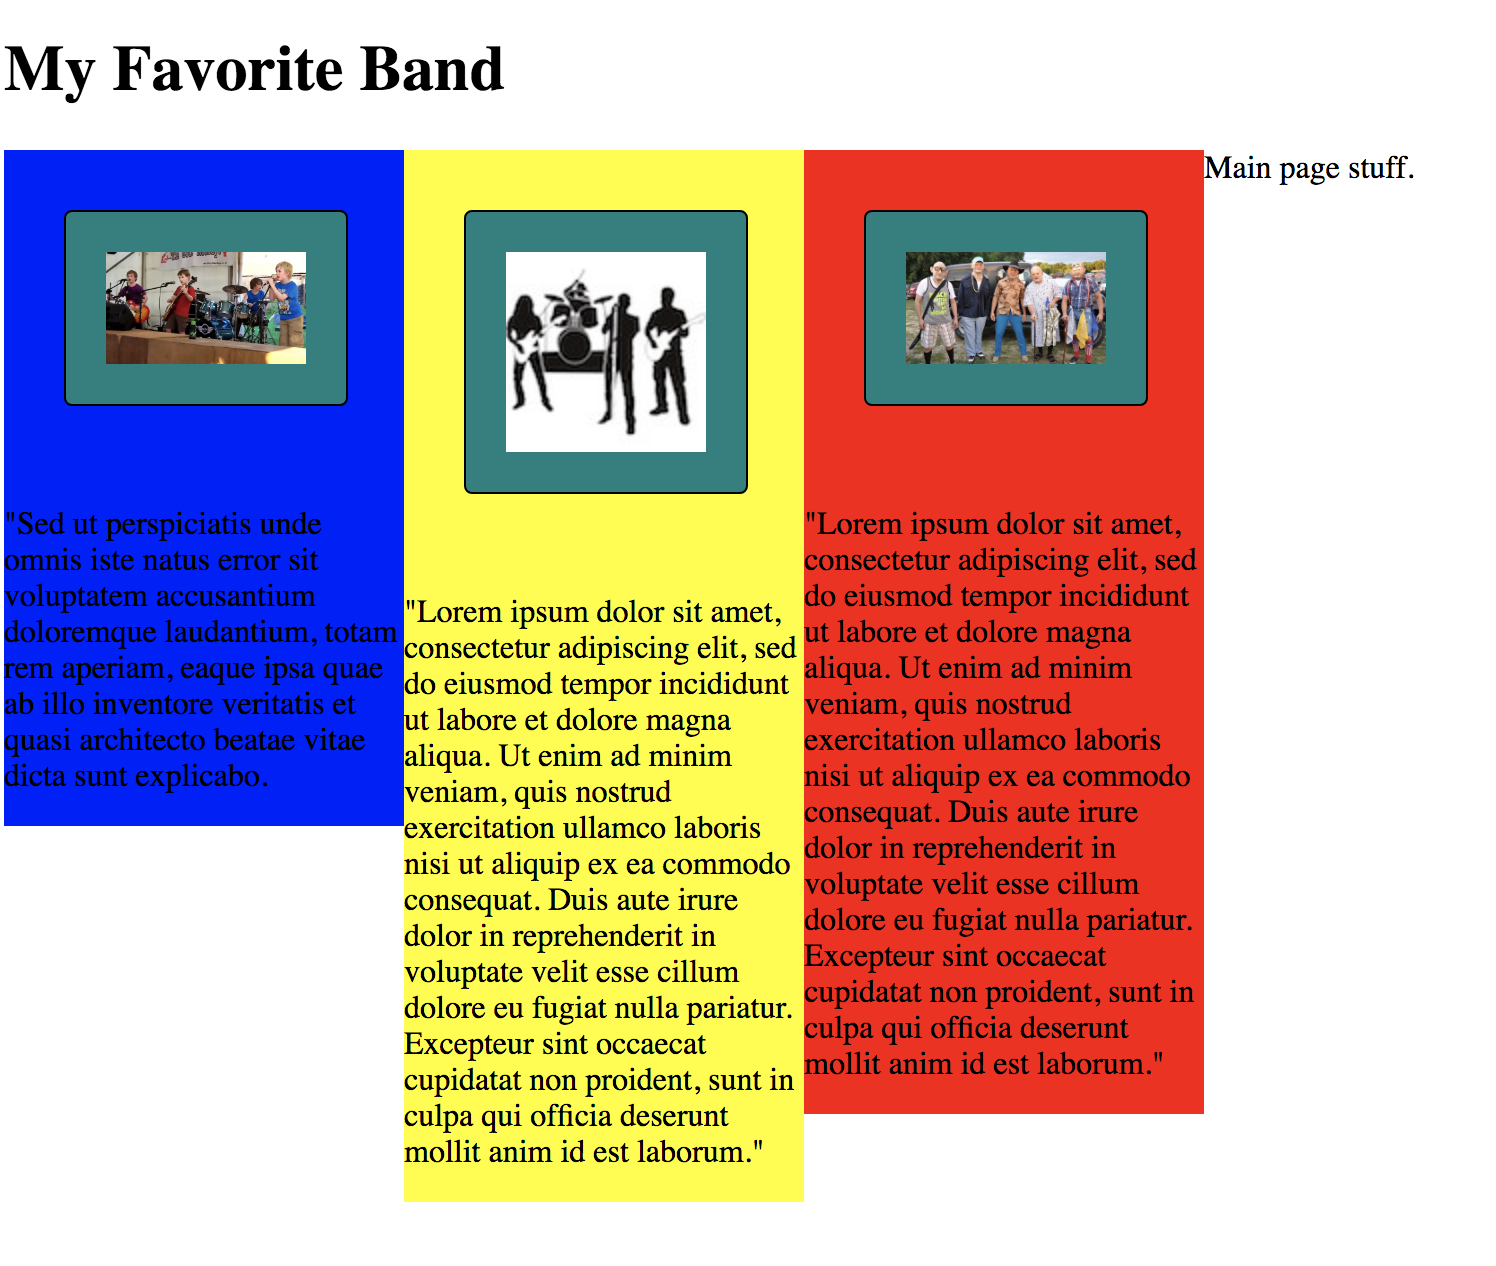 My Favorite Band
"Sed ut perspiciatis unde
omnis iste natus error sit
voluptatem accusantium
doloremque laudantium, totam
rem aperiam, eaque ipsa quae
ab illo inventore veritatis et
quasi architecto beatae vitae
dicta sunt explicabo.
"Lorem ipsum dolor sit amet,
consectetur adipiscing elit, sed
do eiusmod tempor incididunt
ut labore et dolore magna
aliqua. Ut enim ad minim
veniam, quis nostrud
exercitation ullamco laboris
nisi ut aliquip ex ea commodo
consequat. Duis aute irure
dolor in reprehenderit in
voluptate velit esse cillum
dolore eu fugiat nulla pariatur.
Excepteur sint occaecat
cupidatat non proident, sunt in
culpa qui officia deserunt
mollit anim id est laborum."
"Lorem ipsum dolor sit amet,
consectetur adipiscing elit, sed
do eiusmod tempor incididunt
ut labore et dolore magna
aliqua. Ut enim ad minim
veniam, quis nostrud
exercitation ullamco laboris
nisi ut aliquip ex ea commodo
consequat. Duis aute irure
dolor in reprehenderit in
voluptate velit esse cillum
dolore eu fugiat nulla pariatur.
Excepteur sint occaecat
cupidatat non proident, sunt in
culpa qui officia deserunt
mollit anim id est laborum."
Main page stuff.